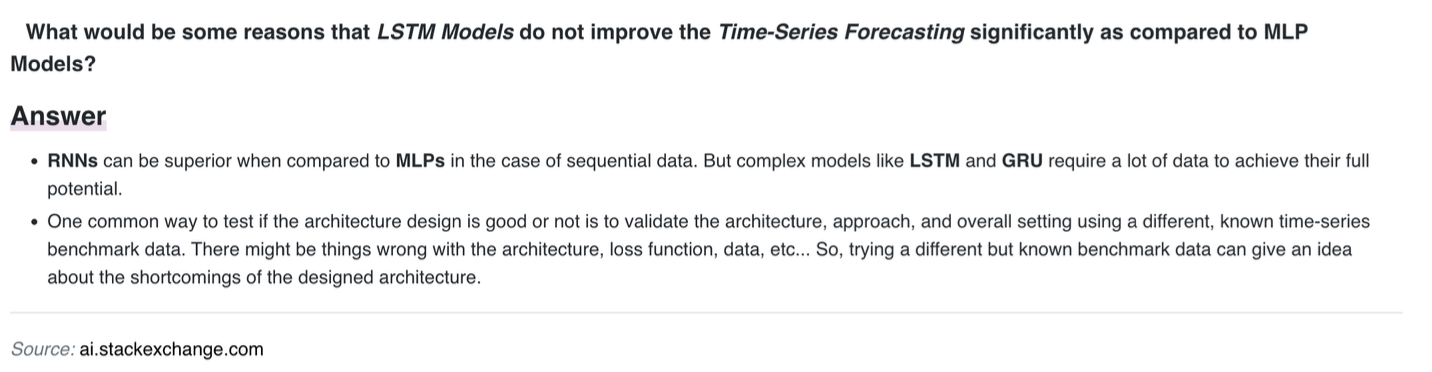 What would be some reasons that LSTM Models do not improve the Time-Series Forecasting significantly as compared to MLP
Models?
Answer
• RNNs can be superior when compared to MLPs in the case of sequential data. But complex models like LSTM and GRU require a lot of data to achieve their full
potential.
• One common way to test if the architecture design is good or not is to validate the architecture, approach, and overall setting using a different, known time-series
benchmark data. There might be things wrong with the architecture, loss function, data, etc... So, trying a different but known benchmark data can give an idea
about the shortcomings of the designed architecture.
Source: ai.stackexchange.com